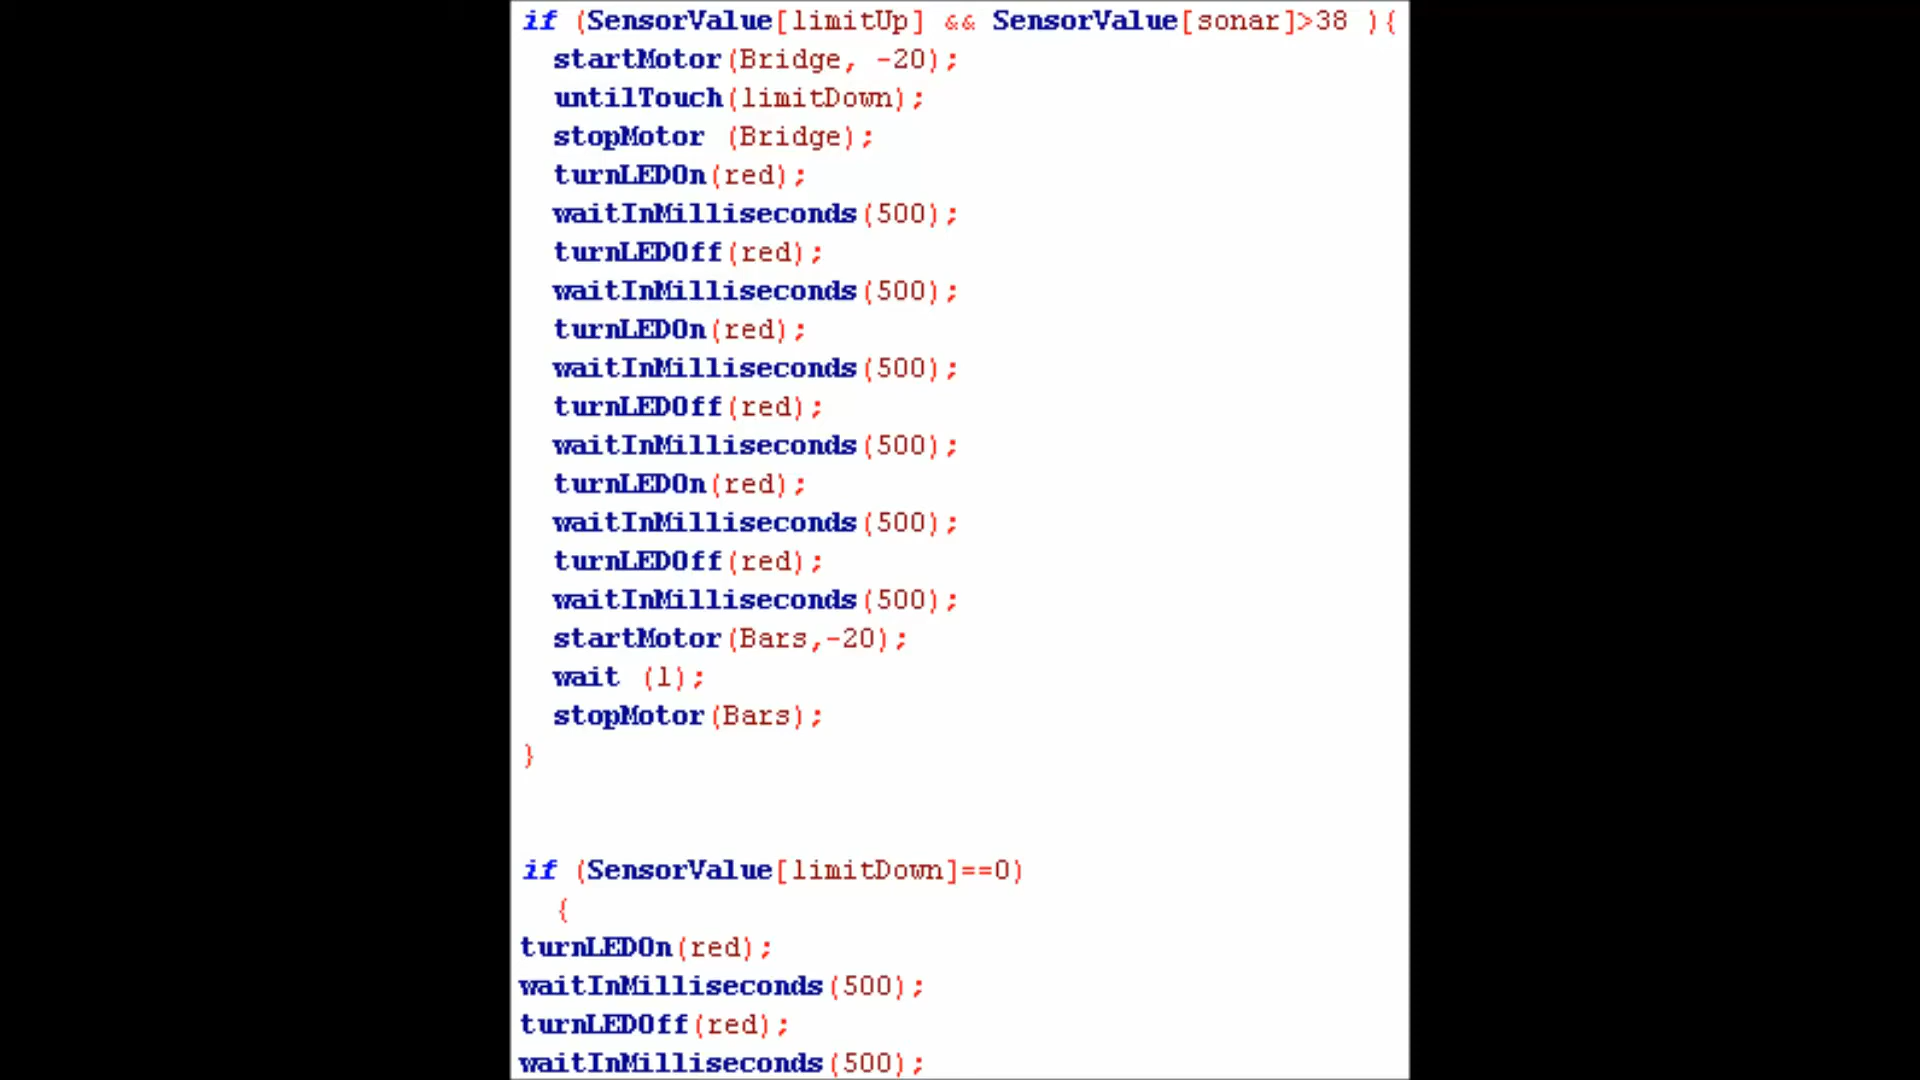 if (SensorValue[limitUp] && SensorValue[sonar]>38 ){
startMotor(Bridge, -20);
untilTouch(limitDown);
stopMotor (Bridge);
turnLEDOn(red);
waitInMilliseconds(500);
turnLEDOff(red);
waitInMilliseconds(500);
turnLEDOn(red);
waitInMilliseconds(500);
turnLEDOff(red);
waitInMilliseconds(500);
turnLEDOn(red);
waitInMilliseconds(500);
turnLEDOff(red);
waitInMilliseconds(500);
startMotor(Bars,-20);
wait (1);
stopMotor(Bars);
}
if (SensorValue[limitDown]==0)
{
turnLEDOn(red);
waitInMilliseconds(500);
turnLEDOff(red);
waitInMilliseconds(500);